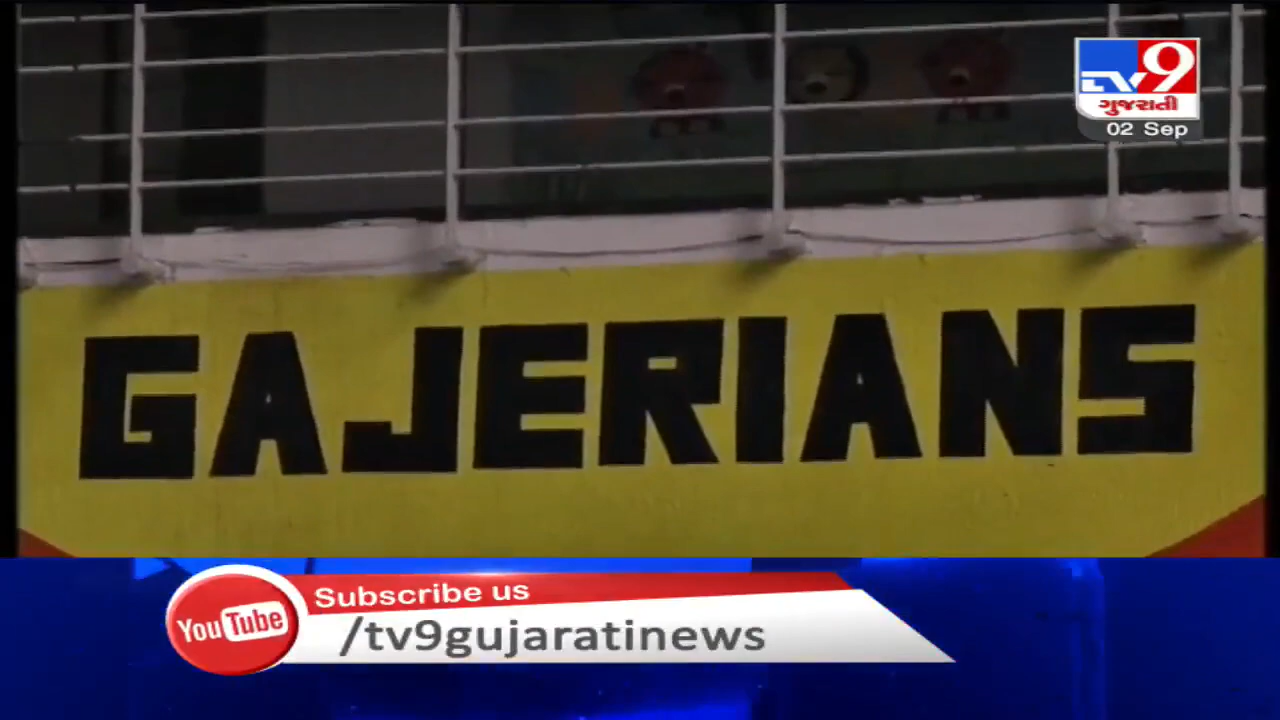 TV9
ગુજરાતી
02 Sep
GAJERIANS
YouTube
Subscribe us
/tv9gujaratinews